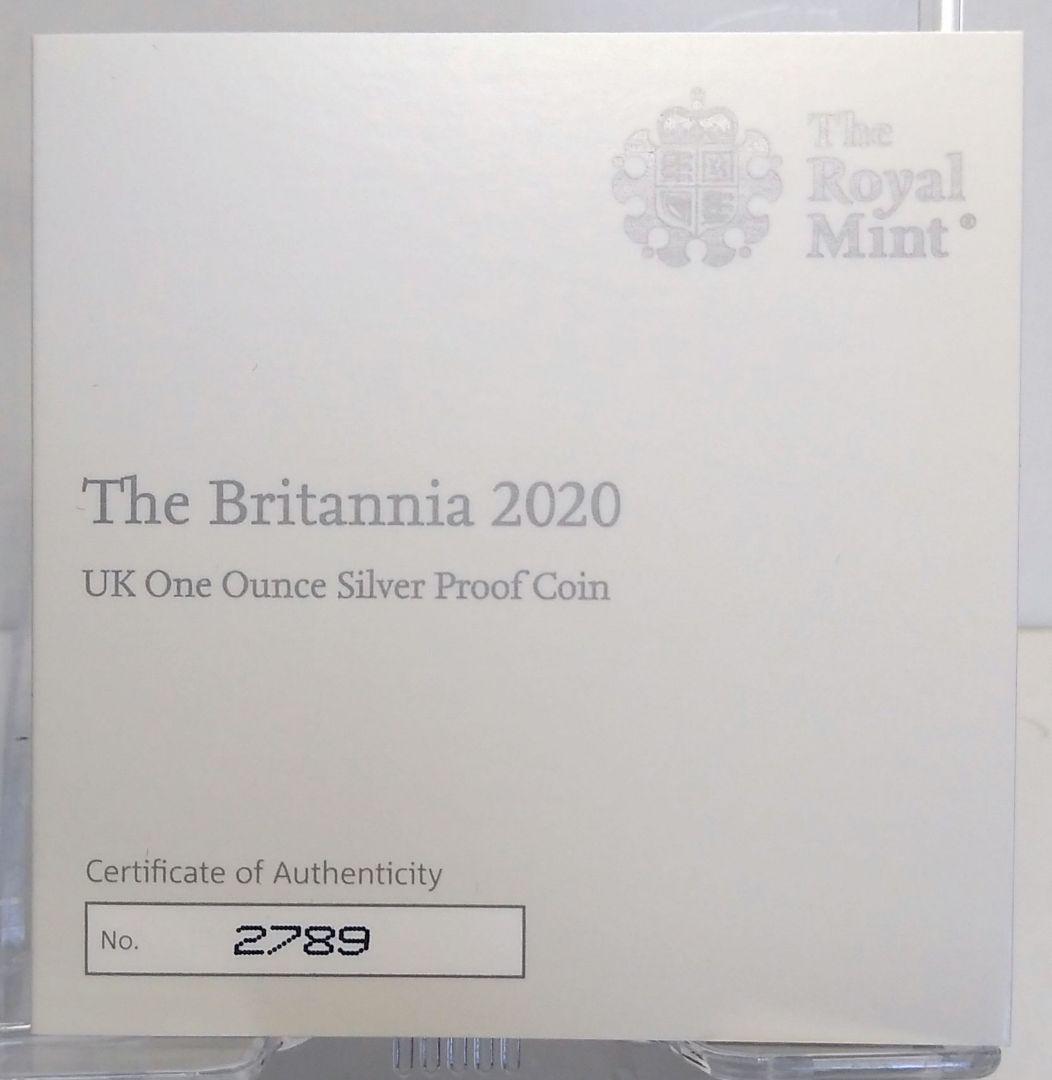 The
Royal
Mint®
The Britannia 2020
UK One Ounce Silver Proof Coin
Certificate of Authenticity
No. 2789